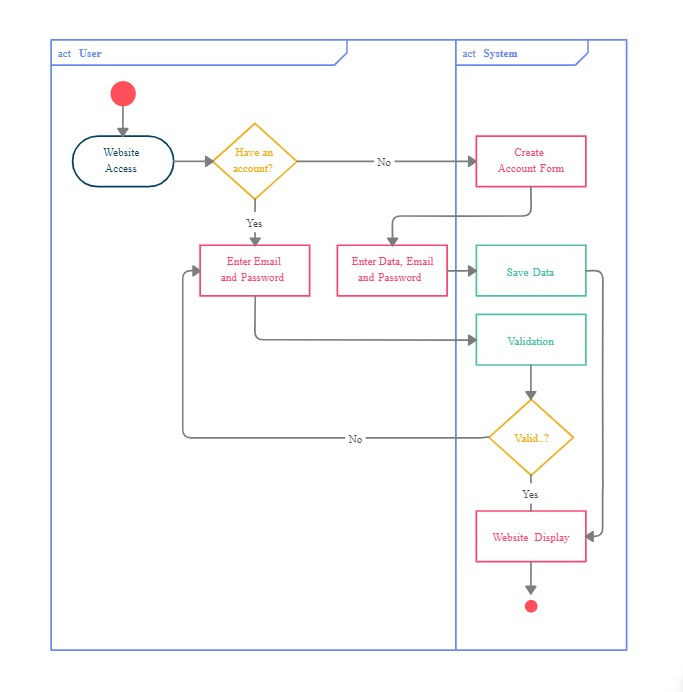 act User
act System
Website
Access
Have an
account?
No
Create
Account Form
Yes
Enter Email
and Password
Enter Data, Email
and Password
Save Data
Validation
Valid..?
No
Yes
Website Display